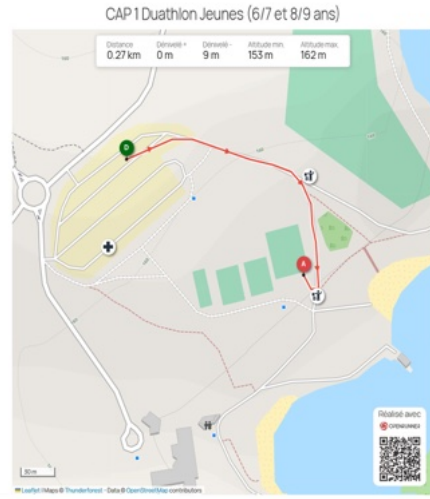 CAP 1 Duathlon Jeunes (6/7 et 8/9 ans)
Distance Dénivelé + Dénivelé - Altitude min. Altitude max.
0.27 km 0 m 9 m 153 m 162 m
D
A
Réalisé avec
OPENRUNNER
30 m
Leaflet | Maps © Thunderforest - Data © OpenStreetMap contributors